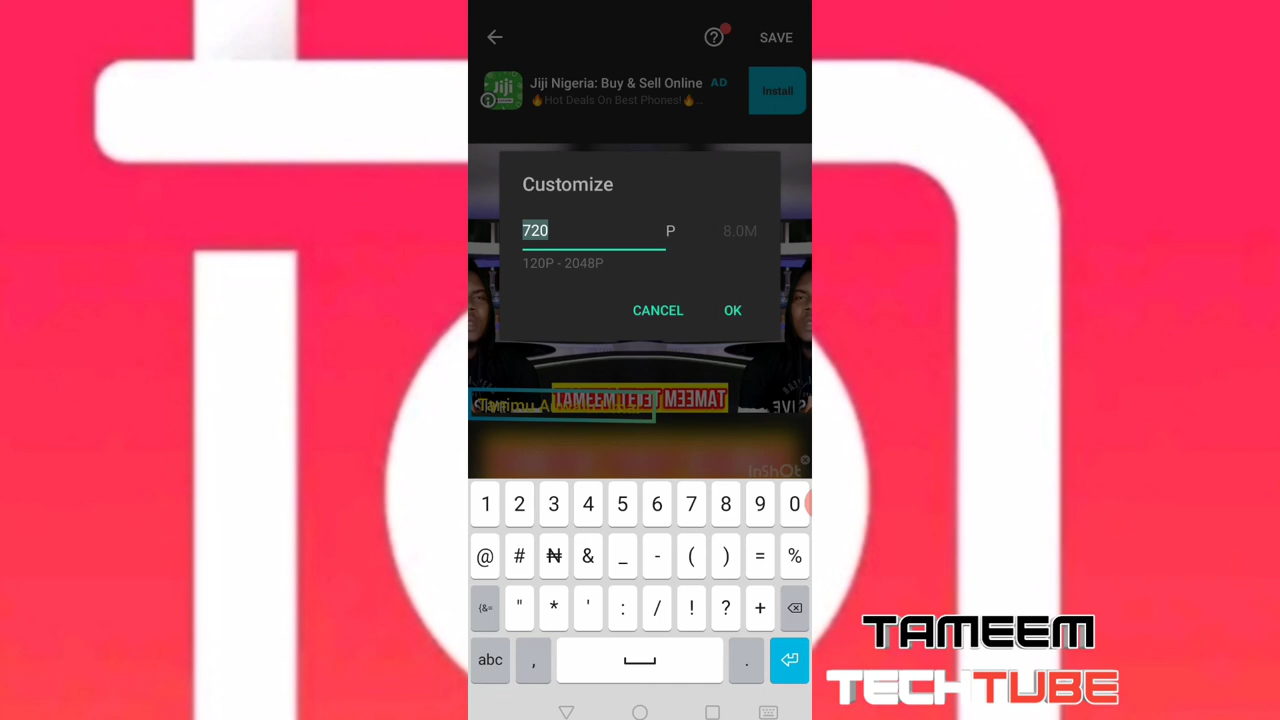 SAVE
Jiji
Jiji Nigeria: Buy & Sell Online AD
🔥Hot Deals On Best Phones!🔥...
Install
Customize
720 P 8.0M
120P - 2048P
CANCEL OK
InShOt
1 2 3 4 5 6 7 8 9 0
@ # ₦ & _ - ( ) = %
{&= " * ' : / ! ? +
abc , .
TAMEEM
TECHTUBE